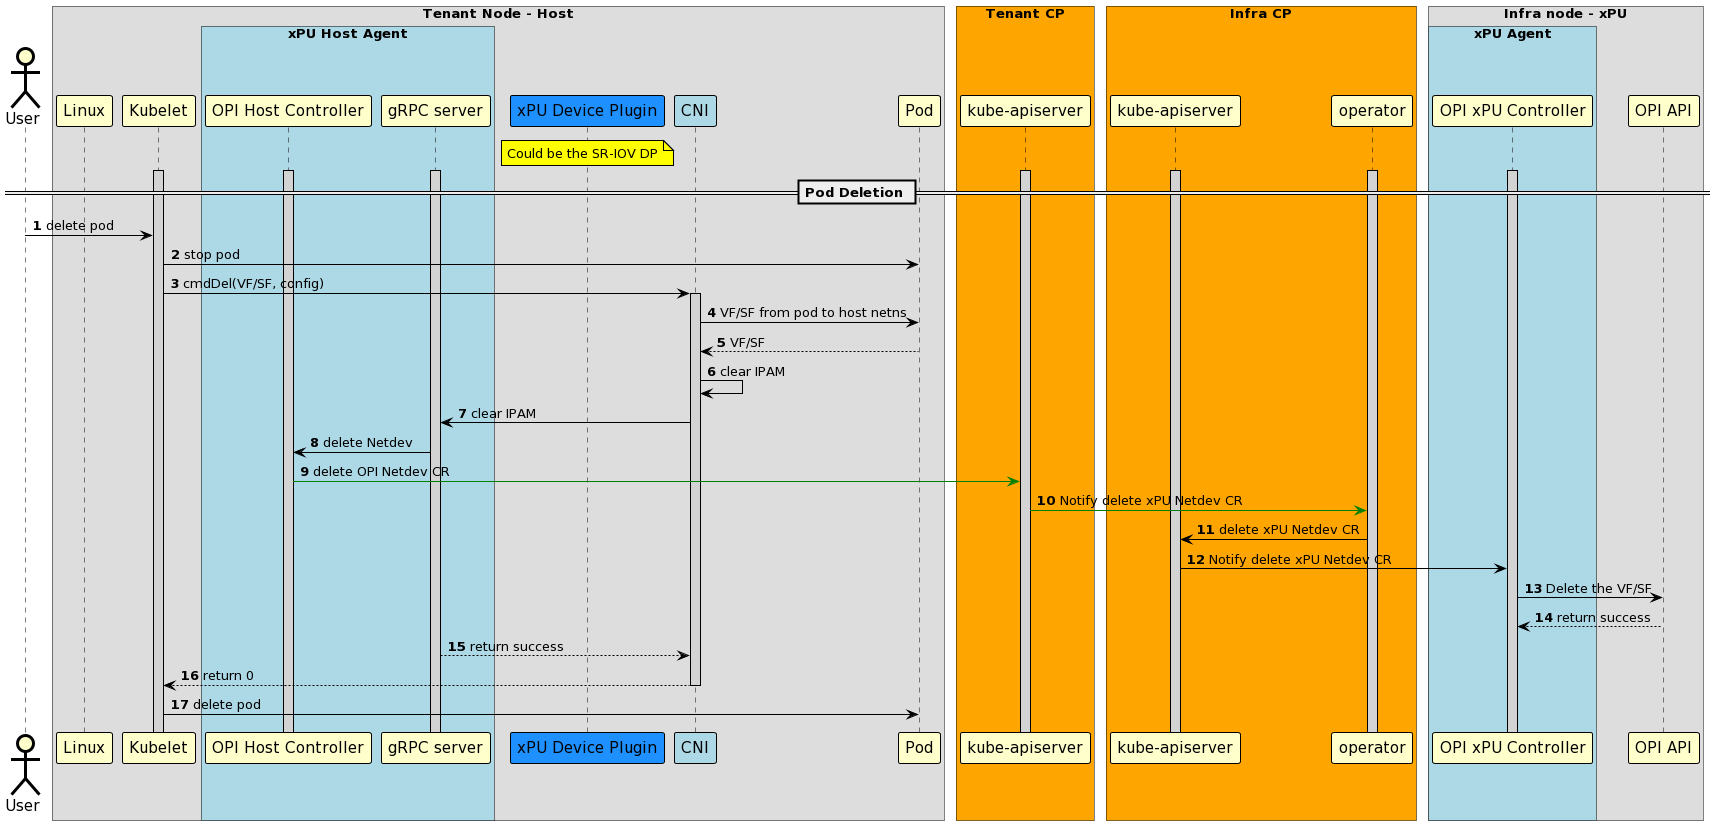 Tenant Node - Host
Tenant CP
Infra CP
Infra node - xPU
xPU Host Agent
xPU Agent
User
Linux
Kubelet
OPI Host Controller
gRPC server
xPU Device Plugin
CNI
Pod
kube-apiserver
kube-apiserver
operator
OPI xPU Controller
OPI API
Could be the SR-IOV DP
Pod Deletion
1 delete pod
2 stop pod
3 cmdDel(VF/SF, config)
4 VF/SF from pod to host netns
5 VF/SF
6 clear IPAM
7 clear IPAM
8 delete Netdev
9 delete OPI Netdev CR
10 Notify delete xPU Netdev CR
11 delete xPU Netdev CR
12 Notify delete xPU Netdev CR
13 Delete the VF/SF
14 return success
15 return success
16 return 0
17 delete pod
User
Linux
Kubelet
OPI Host Controller
gRPC server
xPU Device Plugin
CNI
Pod
kube-apiserver
kube-apiserver
operator
OPI xPU Controller
OPI API